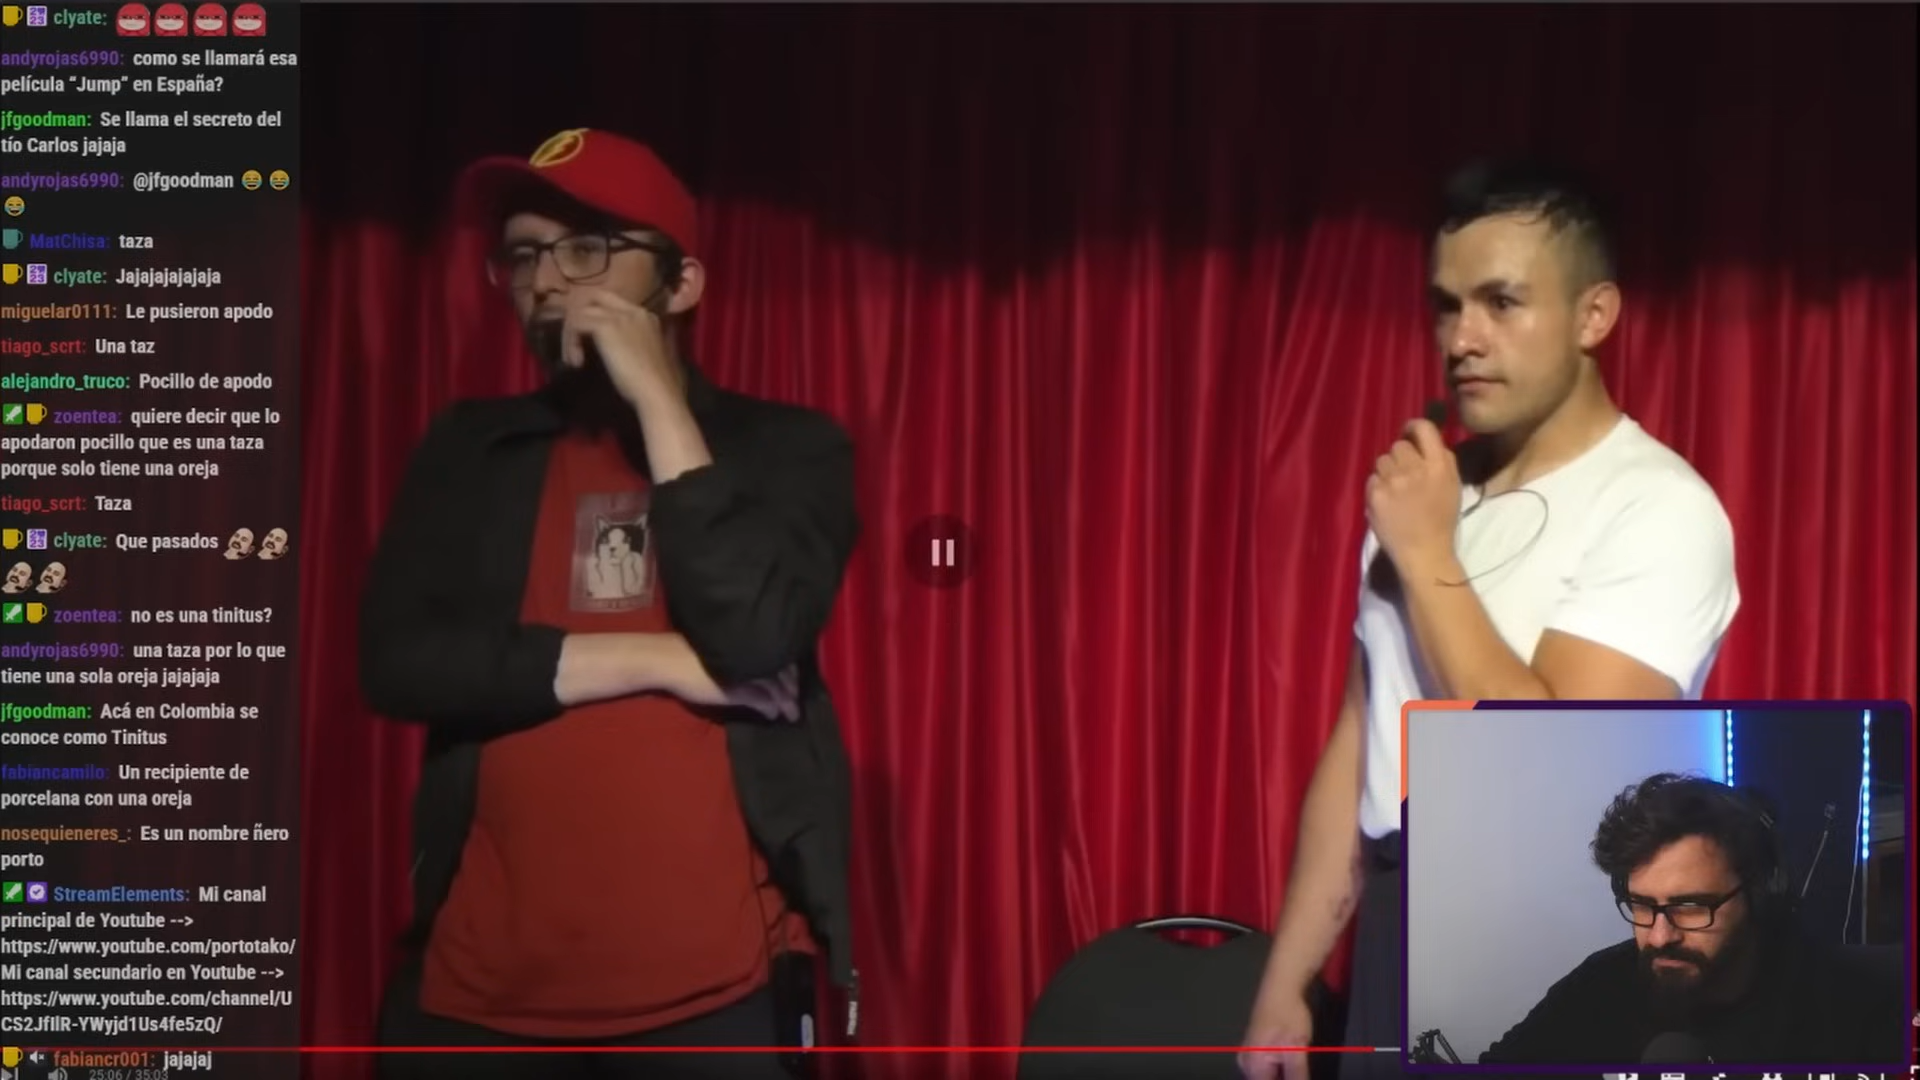 clyate:
andyrojas6990: como se llamará esa
película “Jump” en España?
jfgoodman: Se llama el secreto del
tío Carlos jajaja
andyrojas6990: @jfgoodman 😂 😂
😂
MatChisa: taza
clyate: Jajajajajajaja
miguelar0111: Le pusieron apodo
tiago_scrt: Una taz
alejandro_truco: Pocillo de apodo
zoentea: quiere decir que lo
apodaron pocillo que es una taza
porque solo tiene una oreja
tiago_scrt: Taza
clyate: Que pasados
zoentea: no es una tinitus?
andyrojas6990: una taza por lo que
tiene una sola oreja jajajaja
jfgoodman: Acá en Colombia se
conoce como Tinitus
fabiancamilo: Un recipiente de
porcelana con una oreja
nosequieneres_: Es un nombre ñero
porto
StreamElements: Mi canal
principal de Youtube -->
https://www.youtube.com/portotako/
Mi canal secundario en Youtube -->
https://www.youtube.com/channel/U
CS2JfIlR-YWyjd1Us4fe5zQ/
fabiancr001: jajajaj
25:06 / 35:03